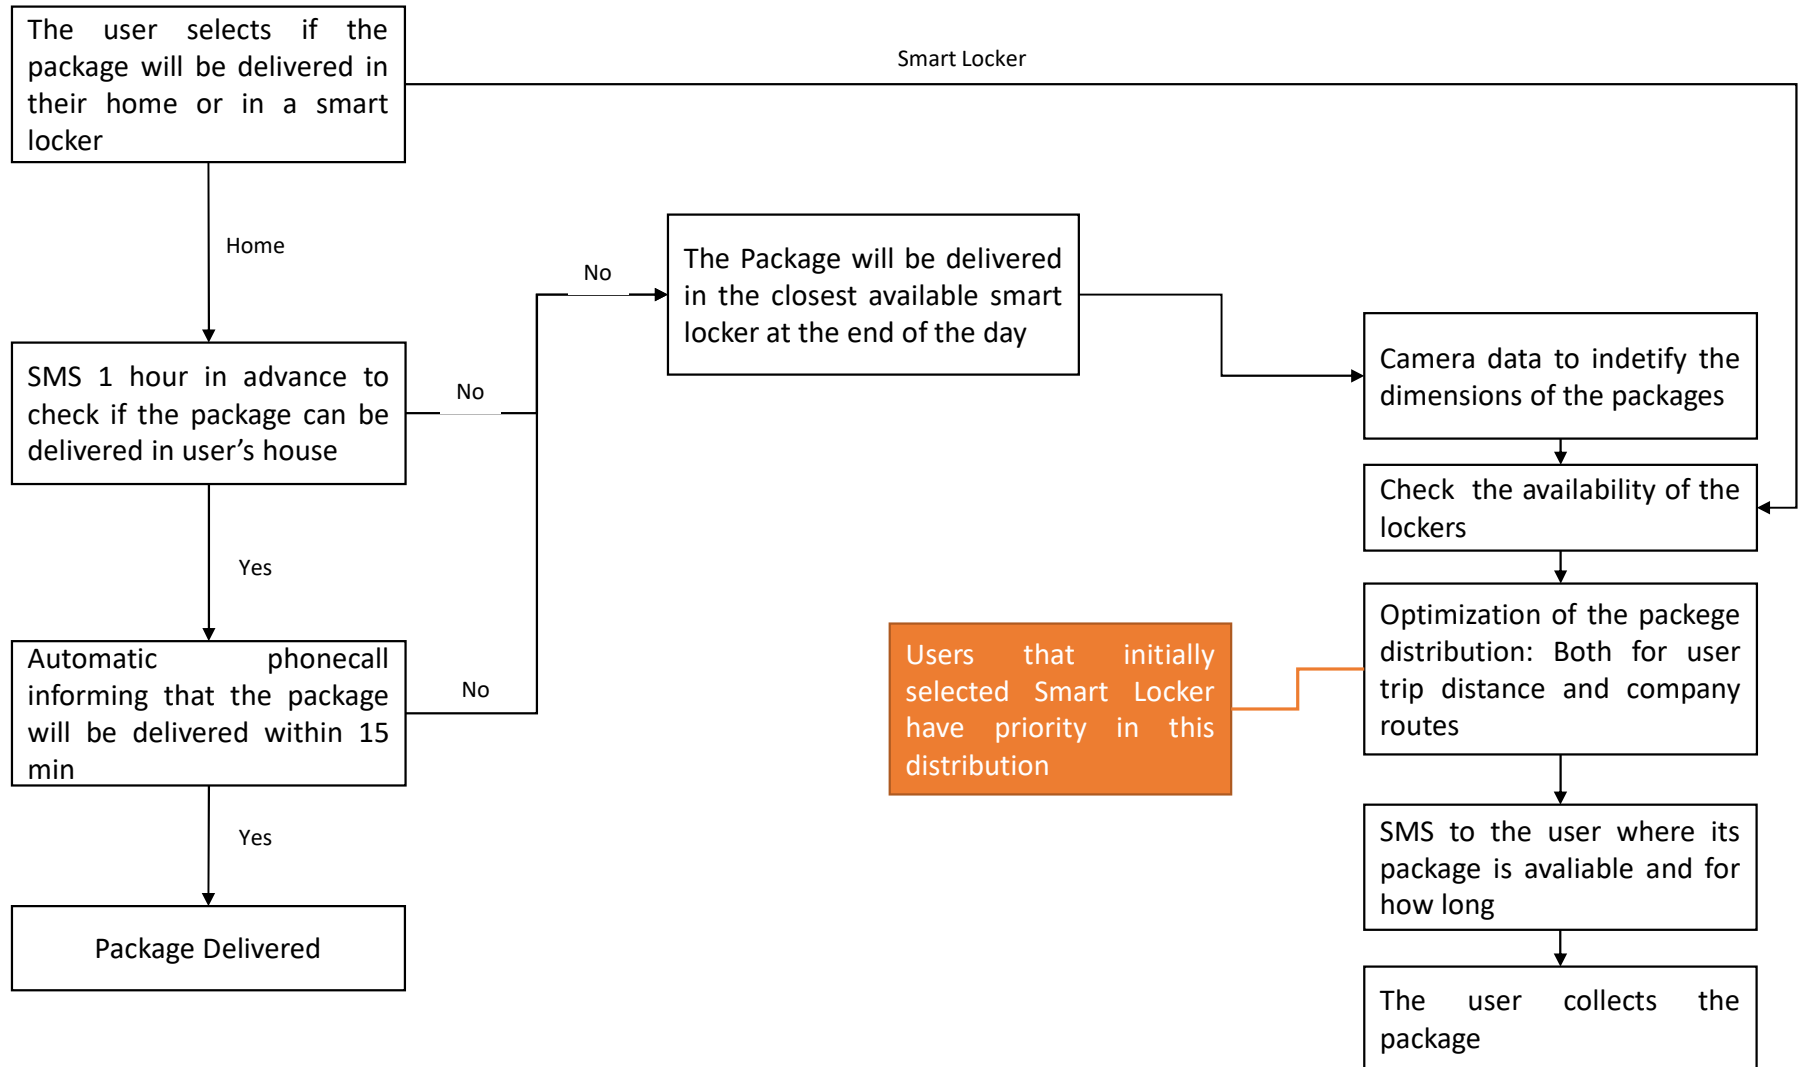 The user selects if the
package will be delivered in
their home or in a smart
locker
Smart Locker
Home
No
The Package will be delivered
in the closest available smart
locker at the end of the day
SMS 1 hour in advance to
check if the package can be
delivered in user’s house
No
Camera data to indetify the
dimensions of the packages
Check the availability of the
lockers
Yes
Optimization of the packege
distribution: Both for user
trip distance and company
routes
Users that initially
selected Smart Locker
have priority in this
distribution
Automatic phonecall
informing that the package
will be delivered within 15
min
No
Yes
SMS to the user where its
package is avaliable and for
how long
Package Delivered
The user collects the
package